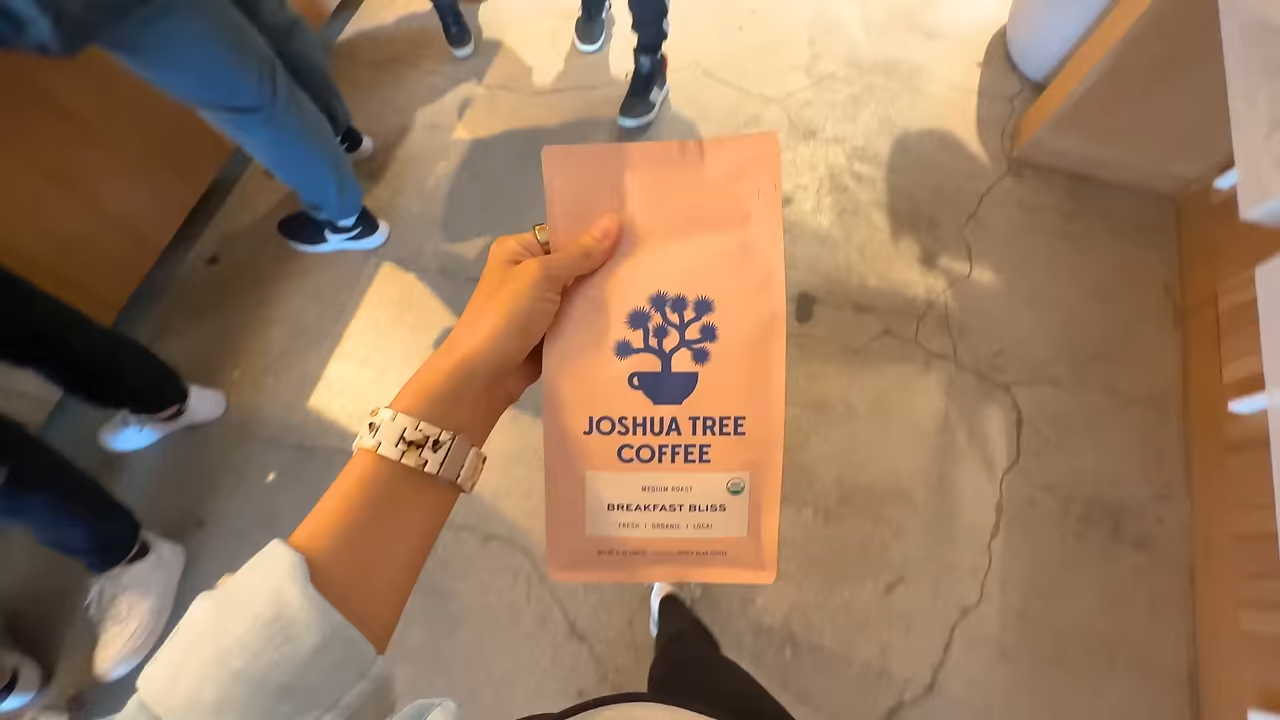 JOSHUA TREE
COFFEE
MEDIUM ROAST
BREAKFAST BLISS
FRESH | ORGANIC | LOCAL